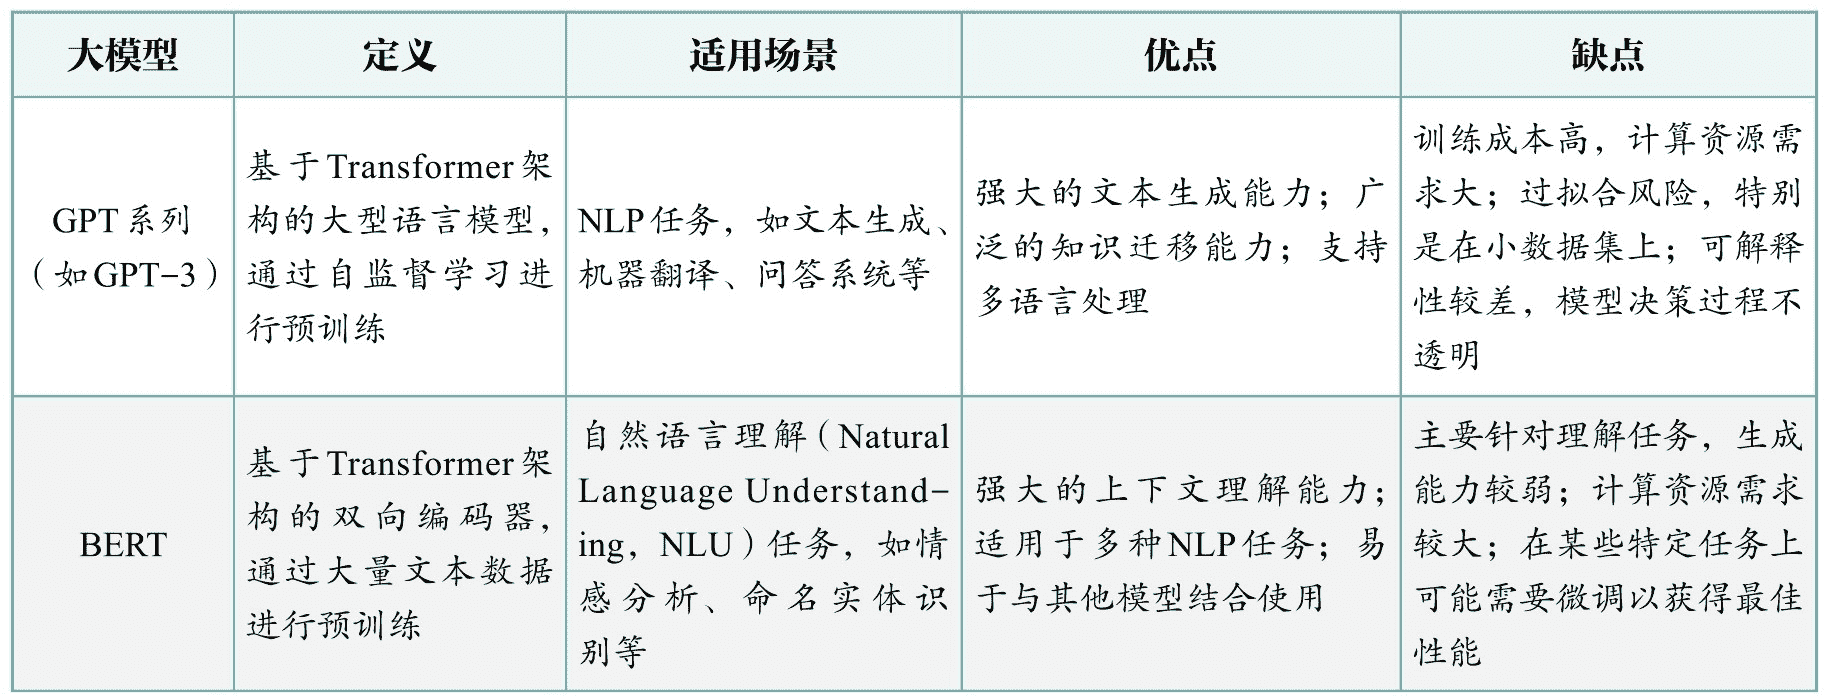 大模型
定义
适用场景
优点
缺点
GPT系列
（如GPT-3）
基于Transformer架
构的大型语言模型，
通过自监督学习进
行预训练
NLP任务，如文本生成、
机器翻译、问答系统等
强大的文本生成能力；广
泛的知识迁移能力；支持
多语言处理
训练成本高，计算资源需
求大；过拟合风险，特别
是在小数据集上；可解释
性较差，模型决策过程不
透明
BERT
基于Transformer架
构的双向编码器，
通过大量文本数据
进行预训练
自然语言理解（Natural
Language Understand-
ing，NLU）任务，如情
感分析、命名实体识
别等
强大的上下文理解能力；
适用于多种NLP任务；易
于与其他模型结合使用
主要针对理解任务，生成
能力较弱；计算资源需求
较大；在某些特定任务上
可能需要微调以获得最佳
性能